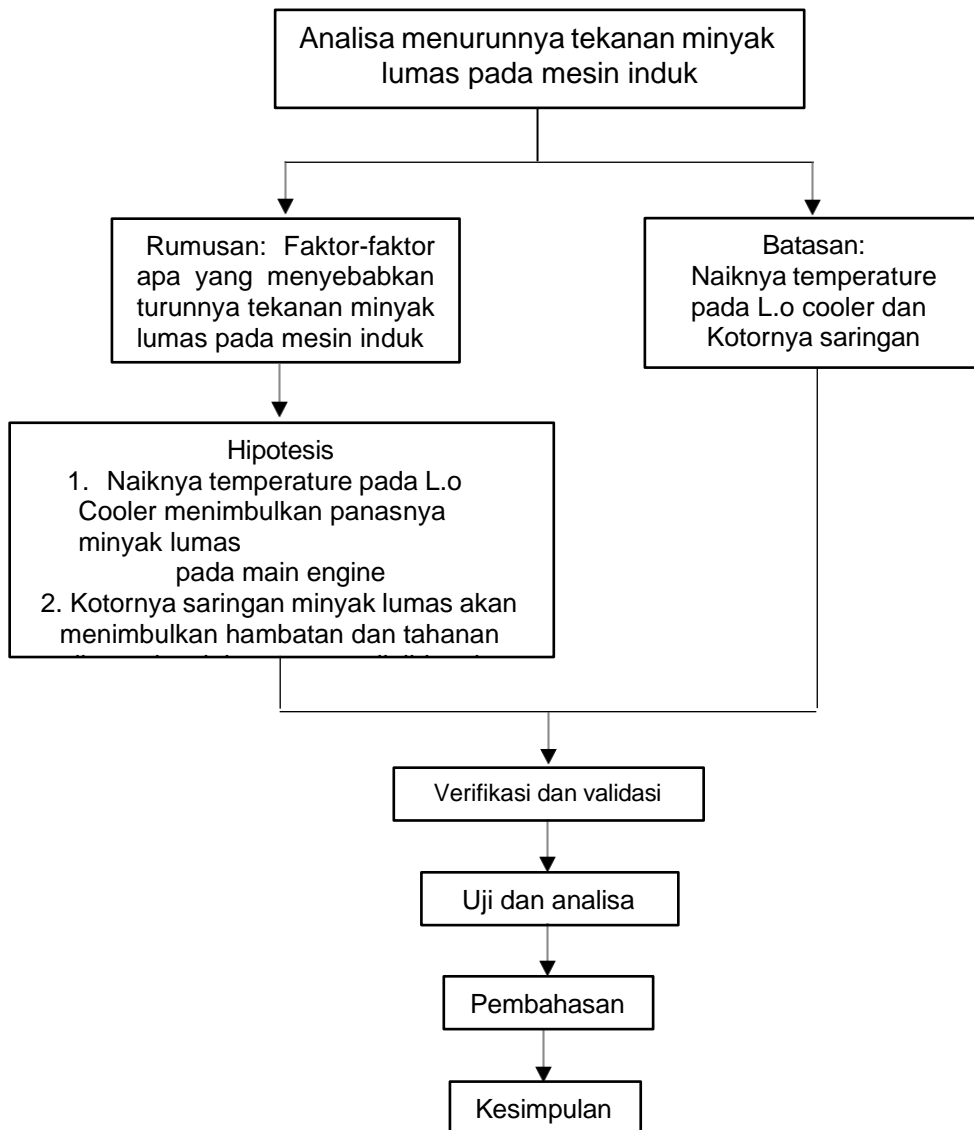 Analisa menurunnya tekanan minyak
lumas pada mesin induk
Rumusan: Faktor-faktor
apa yang menyebabkan
turunnya tekanan minyak
lumas pada mesin induk
Batasan:
Naiknya temperature
pada L.o cooler dan
Kotornya saringan
Hipotesis
1. Naiknya temperature pada L.o
Cooler menimbulkan panasnya
minyak lumas
pada main engine
2. Kotornya saringan minyak lumas akan
menimbulkan hambatan dan tahanan
Verifikasi dan validasi
Uji dan analisa
Pembahasan
Kesimpulan